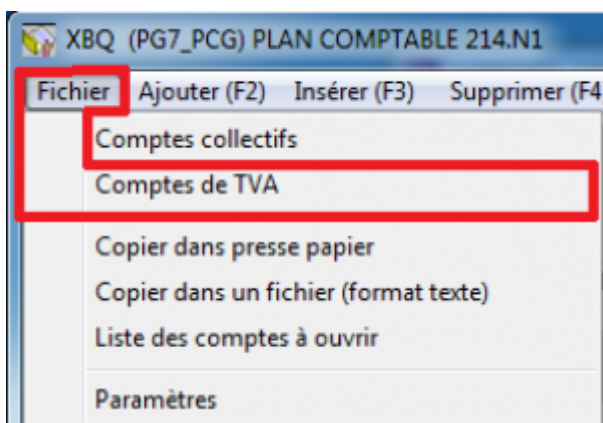 XBQ (PG7_PCG) PLAN COMPTABLE 214.N1
Fichier Ajouter (F2) Insérer (F3) Supprimer (F4
Comptes collectifs
Comptes de TVA
Copier dans presse papier
Copier dans un fichier (format texte)
Liste des comptes à ouvrir
Paramètres